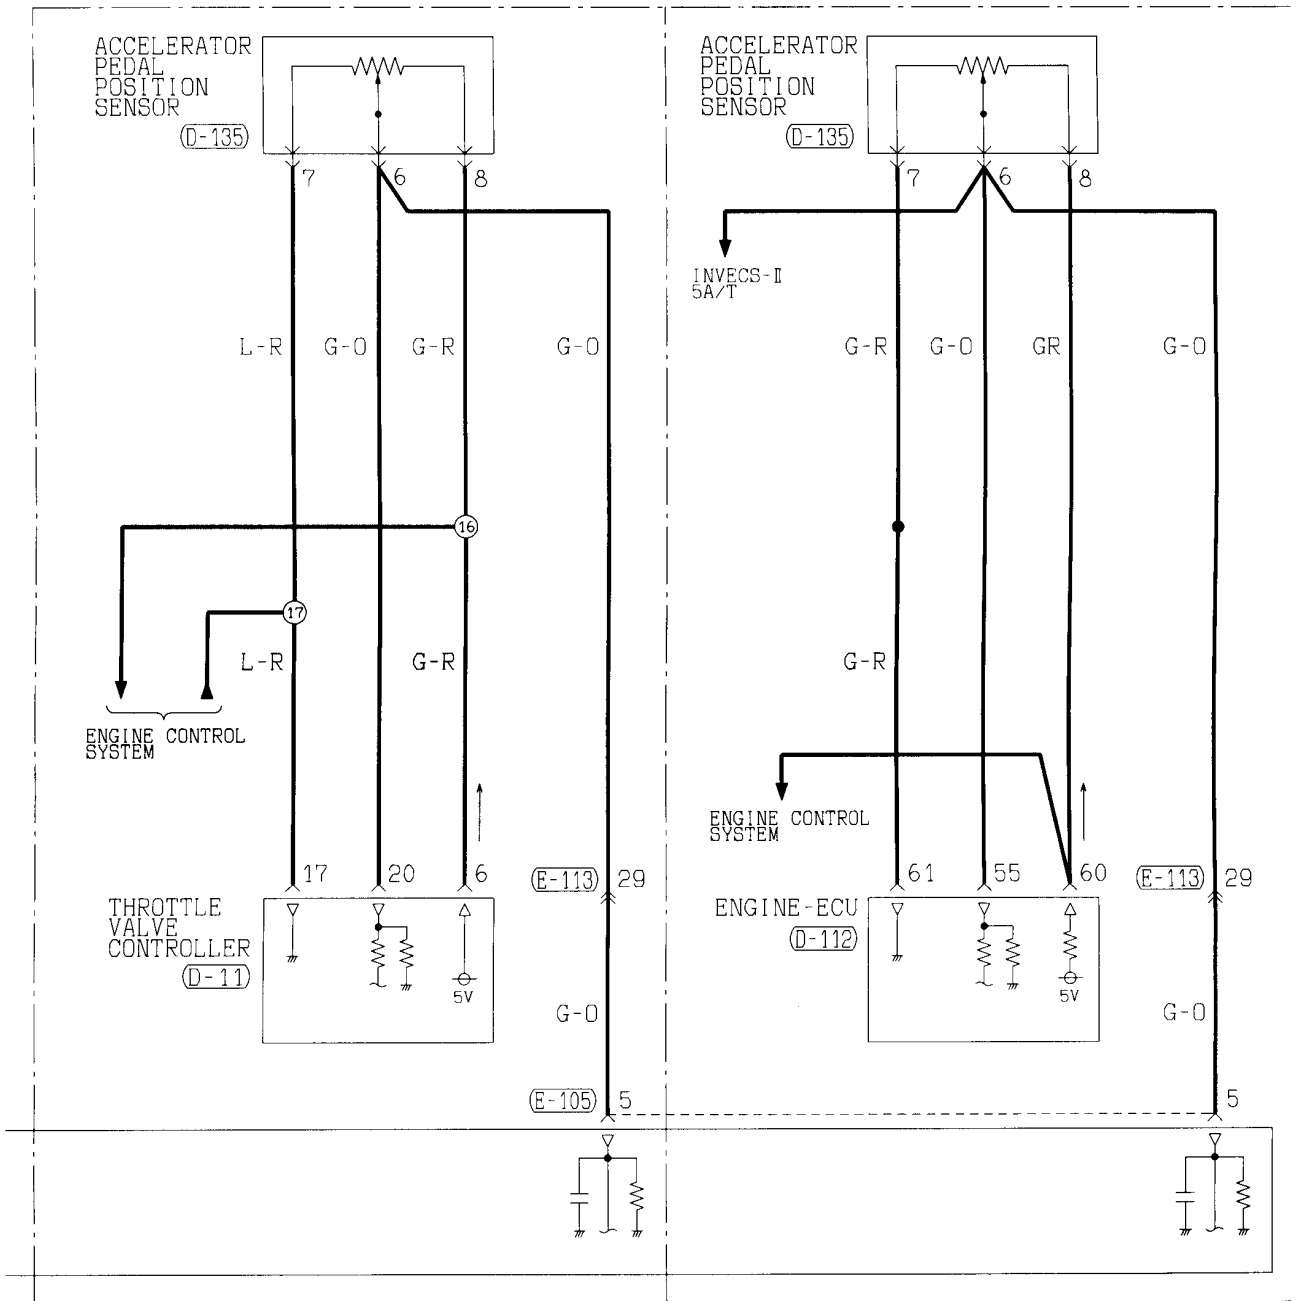 ACCELERATOR
PEDAL
POSITION
SENSOR
D-135
7
6
8
L-R
G-O
G-R
G-O
16
17
L-R
G-R
ENGINE CONTROL
SYSTEM
17
20
6
E-113
29
THROTTLE
VALVE
CONTROLLER
D-11
5V
G-O
E-105
5
ACCELERATOR
PEDAL
POSITION
SENSOR
D-135
7
6
8
INVECS-Ⅱ
5A/T
G-R
G-O
GR
G-O
G-R
ENGINE CONTROL
SYSTEM
61
55
60
E-113
29
ENGINE-ECU
D-112
5V
G-O
5